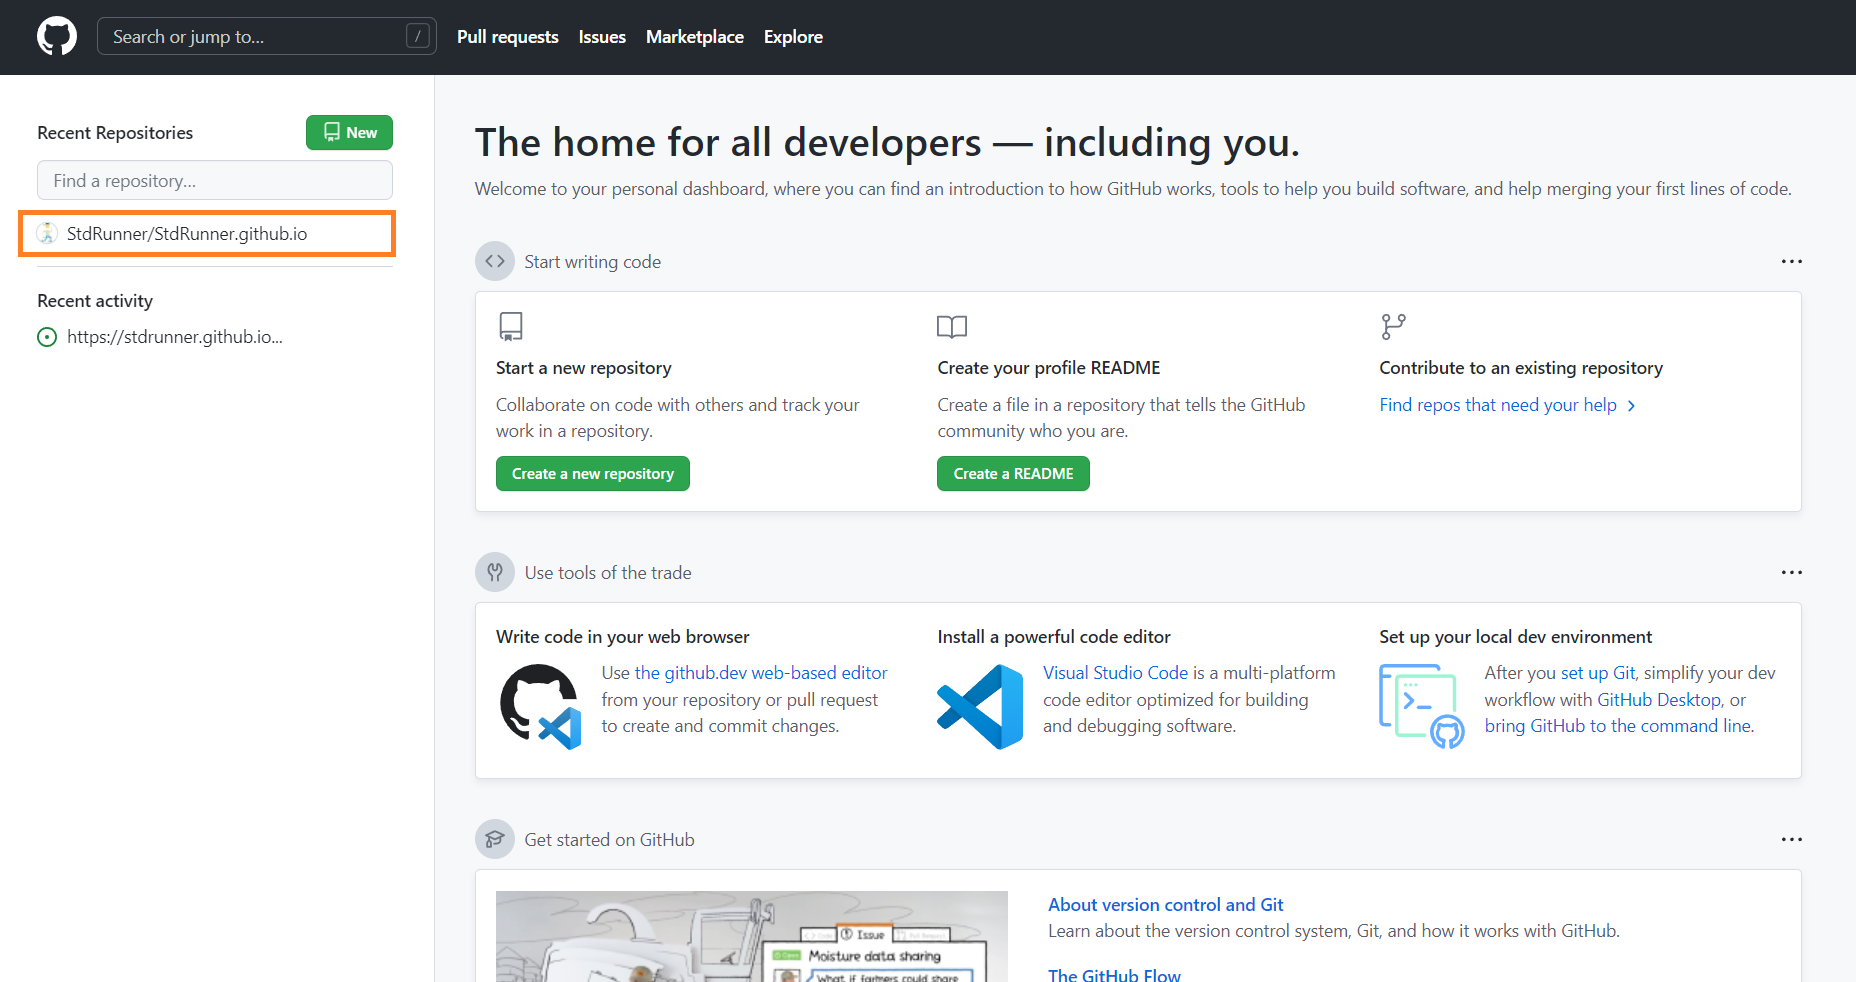 Search or jump to... / Pull requests Issues Marketplace Explore
Recent Repositories New
Find a repository...
StdRunner/StdRunner.github.io
Recent activity
https://stdrunner.github.io...
The home for all developers — including you.
Welcome to your personal dashboard, where you can find an introduction to how GitHub works, tools to help you build software, and help merging your first lines of code.
Start writing code
Start a new repository
Collaborate on code with others and track your
work in a repository.
Create a new repository
Create your profile README
Create a file in a repository that tells the GitHub
community who you are.
Create a README
Contribute to an existing repository
Find repos that need your help
Use tools of the trade
Write code in your web browser
Use the github.dev web-based editor
from your repository or pull request
to create and commit changes.
Install a powerful code editor
Visual Studio Code is a multi-platform
code editor optimized for building
and debugging software.
Set up your local dev environment
After you set up Git, simplify your dev
workflow with GitHub Desktop, or
bring GitHub to the command line.
Get started on GitHub
Code Issue Pull Request
Open Moisture data sharing
What if farmers could share
About version control and Git
Learn about the version control system, Git, and how it works with GitHub.
The GitHub Flow